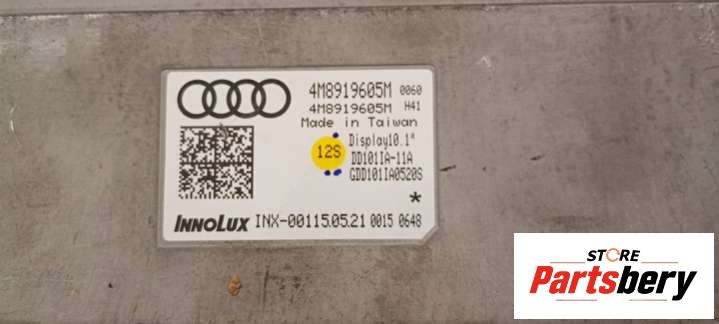 4M8919605M 0060
4M8919605M H41
Made in Taiwan
Display10.1"
12S
DD101IA-11A
GDD101IA0520S
*
INNOLUX INX-00115.05.21 0015 0648
STORE
Partsbery